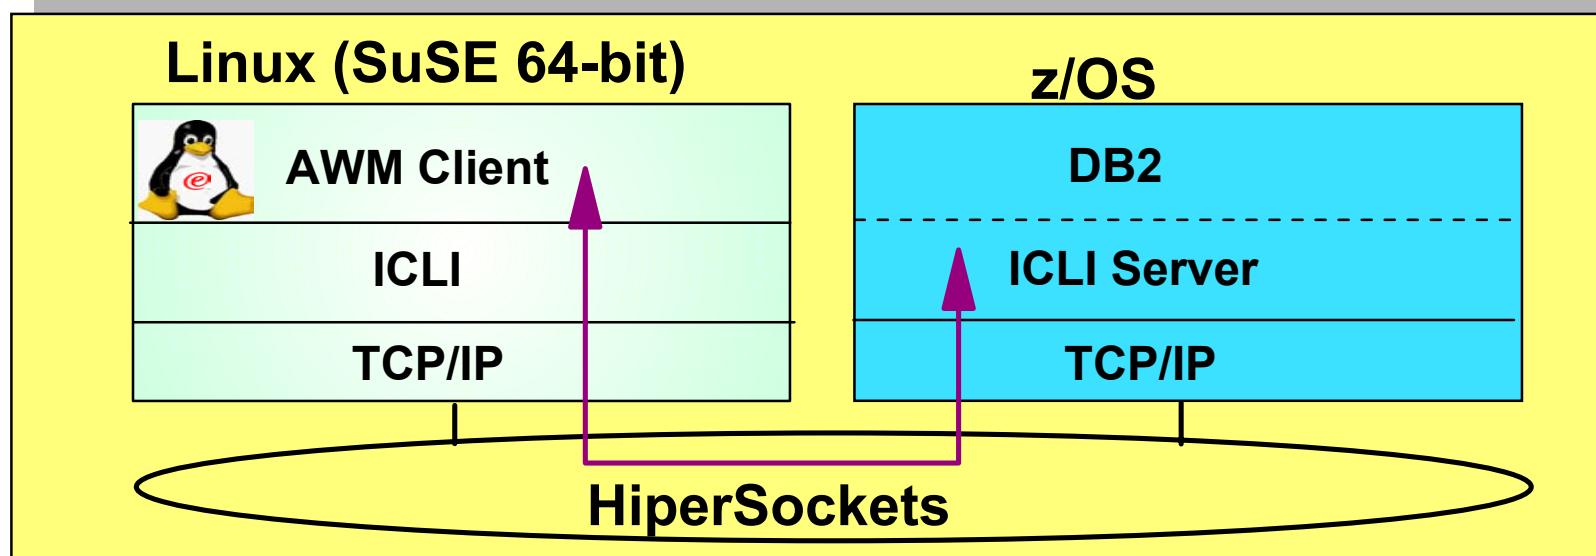 Linux (SuSE 64-bit)
AWM Client
ICLI
TCP/IP
z/OS
DB2
ICLI Server
TCP/IP
HiperSockets